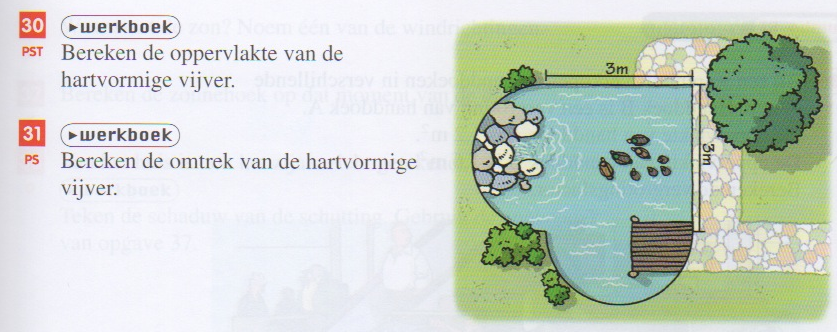 30 ▸werkboek
PST Bereken de oppervlakte van de
hartvormige vijver.
31 ▸werkboek
PS Bereken de omtrek van de hartvormige
vijver.
3m
3m